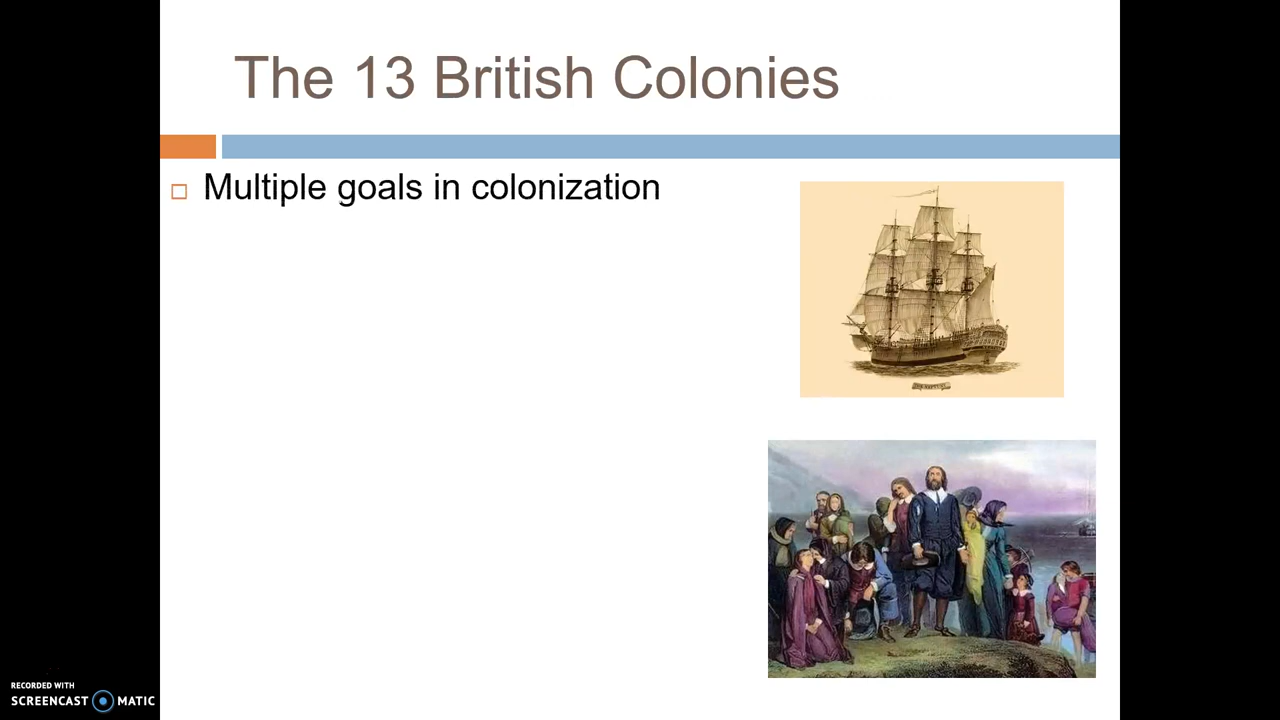 The 13 British Colonies
Multiple goals in colonization
RECORDED WITH
SCREENCAST MATIC